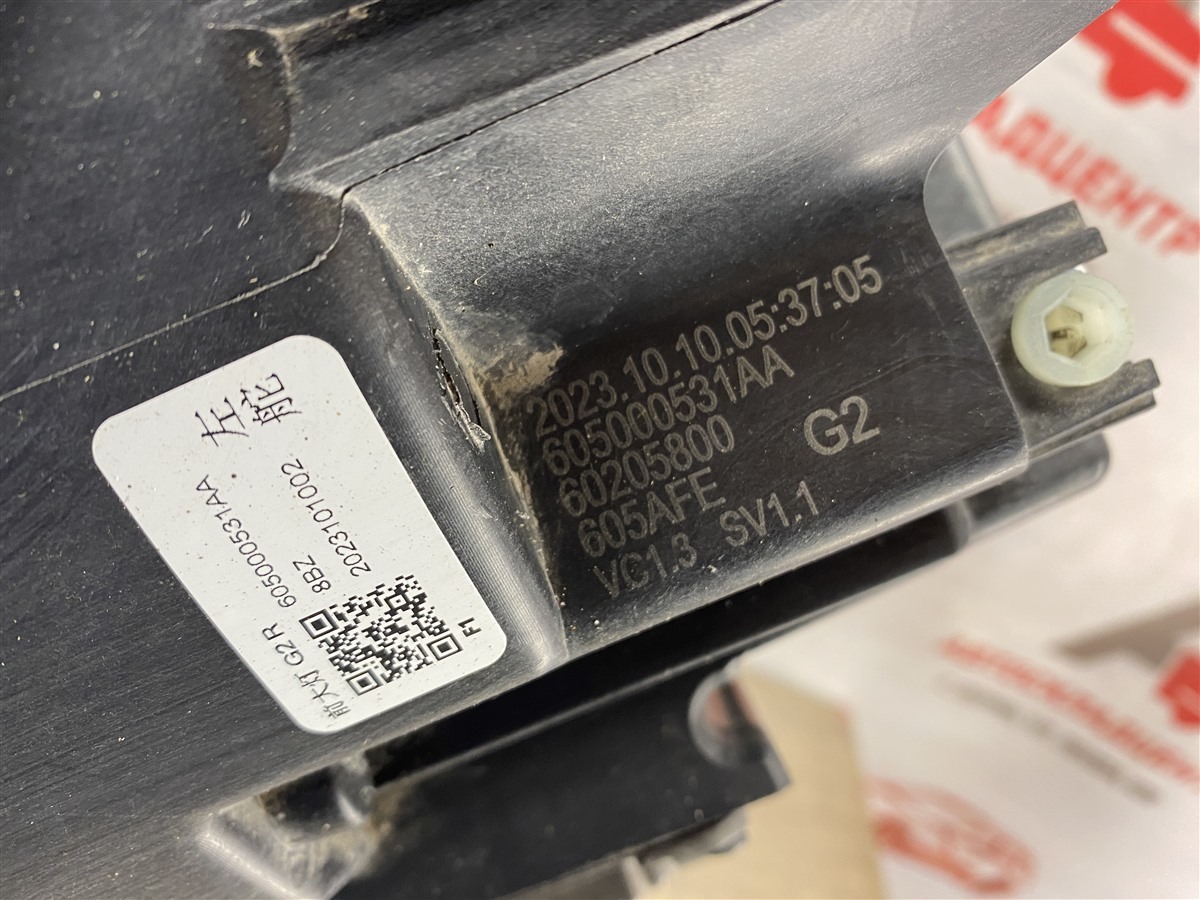 左
舵
前大灯 G2 R 605000531AA
8BZ
2023101002
F1
2023.10.10.05:37:05
605000531AA
60205800
G2
605AFE
VC1.3 SV1.1
АДЦЕНТР